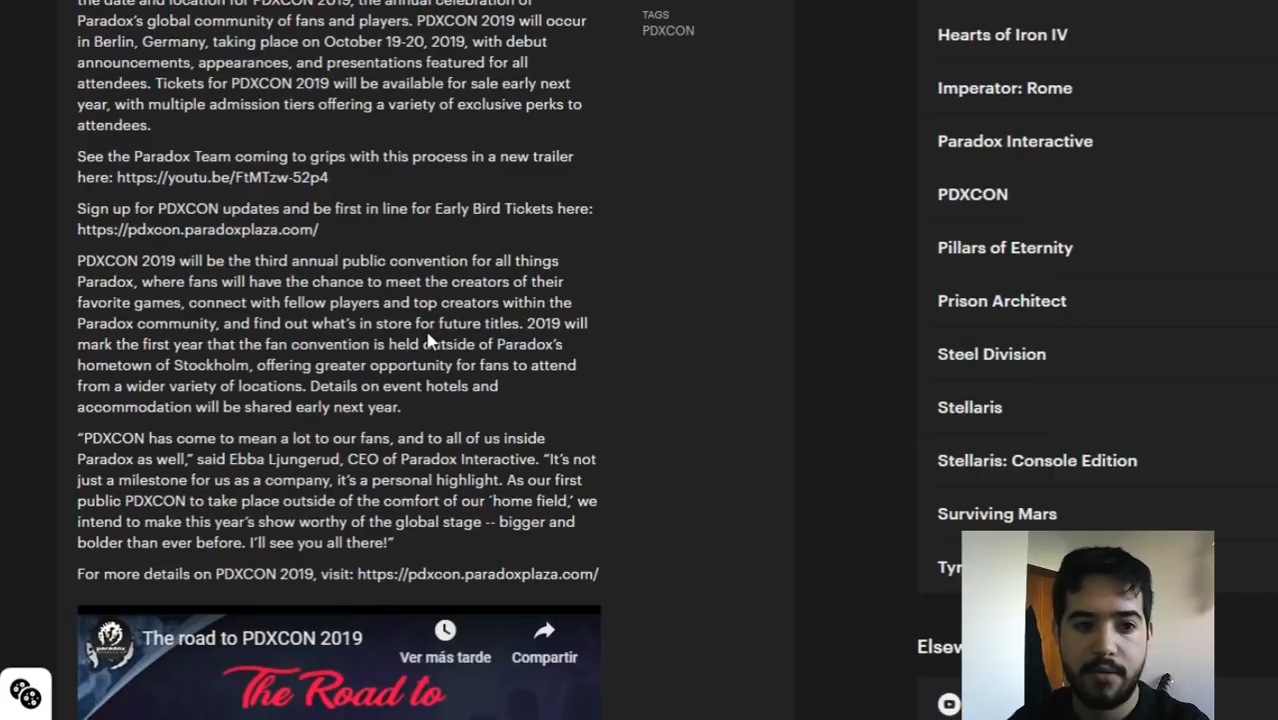 the date and location for PDXCON 2019, the annual celebration of
Paradox's global community of fans and players. PDXCON 2019 will occur
in Berlin, Germany, taking place on October 19-20, 2019, with debut
announcements, appearances, and presentations featured for all
attendees. Tickets for PDXCON 2019 will be available for sale early next
year, with multiple admission tiers offering a variety of exclusive perks to
attendees.
See the Paradox Team coming to grips with this process in a new trailer
here: https://youtu.be/FtMTzw-52p4
Sign up for PDXCON updates and be first in line for Early Bird Tickets here:
https://pdxcon.paradoxplaza.com/
PDXCON 2019 will be the third annual public convention for all things
Paradox, where fans will have the chance to meet the creators of their
favorite games, connect with fellow players and top creators within the
Paradox community, and find out what's in store for future titles. 2019 will
mark the first year that the fan convention is held outside of Paradox's
hometown of Stockholm, offering greater opportunity for fans to attend
from a wider variety of locations. Details on event hotels and
accommodation will be shared early next year.
“PDXCON has come to mean a lot to our fans, and to all of us inside
Paradox as well,” said Ebba Ljungerud, CEO of Paradox Interactive. “It's not
just a milestone for us as a company, it's a personal highlight. As our first
public PDXCON to take place outside of the comfort of our ‘home field,’ we
intend to make this year's show worthy of the global stage -- bigger and
bolder than ever before. I'll see you all there!”
For more details on PDXCON 2019, visit: https://pdxcon.paradoxplaza.com/
The road to PDXCON 2019
Ver más tarde
Compartir
The Road to
TAGS
PDXCON
Hearts of Iron IV
Imperator: Rome
Paradox Interactive
PDXCON
Pillars of Eternity
Prison Architect
Steel Division
Stellaris
Stellaris: Console Edition
Surviving Mars
Tyr
Elsew